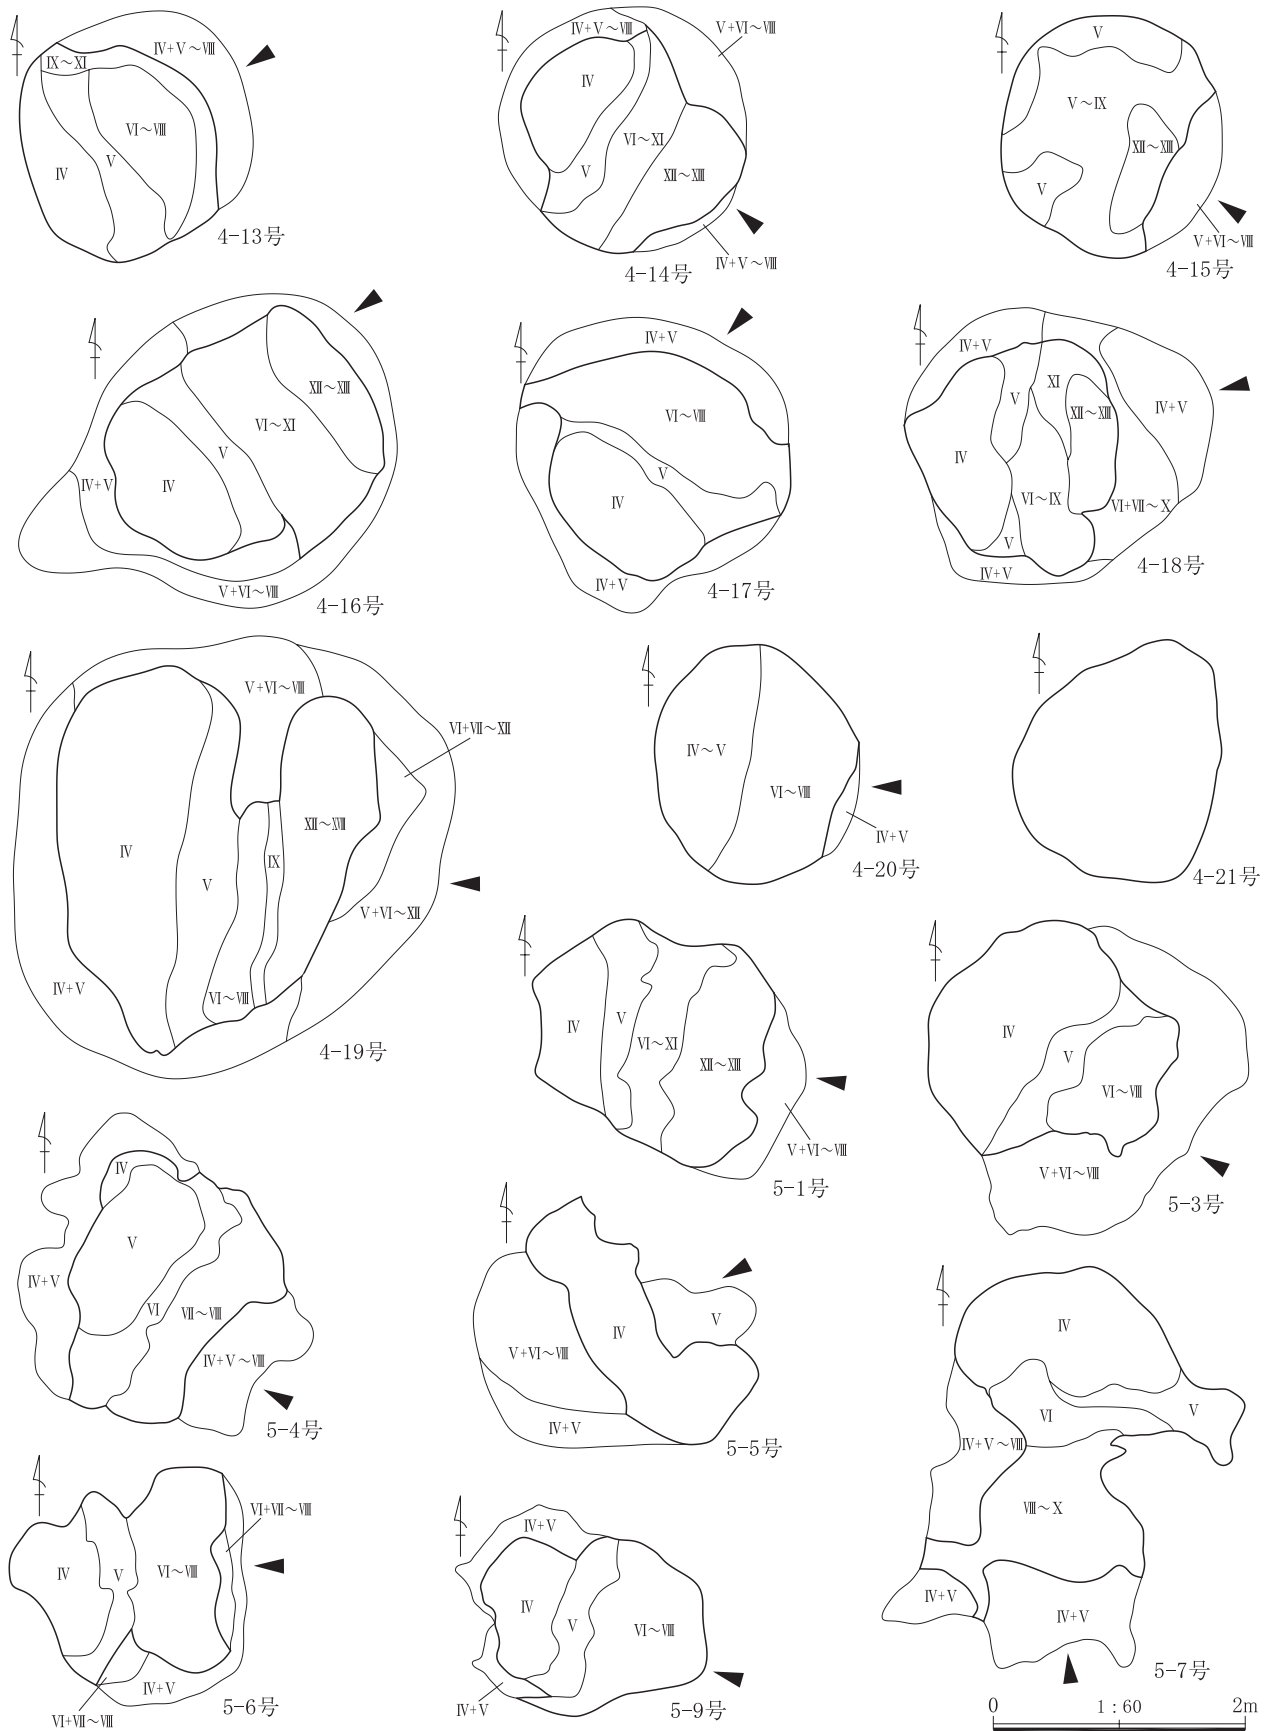 IV+V～VIII
IX～XI
VI～VIII
V
IV
4-13号
IV+V～VIII
V+VI～VIII
IV
VI～XI
V
XII～XIII
IV+V～VIII
4-14号
V
V～IX
XII～XIII
V
V+VI～VIII
4-15号
XII～XIII
VI～XI
V
IV+V
IV
V+VI～VIII
4-16号
IV+V
VI～VIII
V
IV
IV+V
4-17号
IV+V
XI
V
XII～XIII
IV+V
IV
VI～IX
VI+VII～X
V
IV+V
4-18号
V+VI～VIII
VI+VII～XII
IV
XII～XVII
IX
V
V+VI～XII
IV+V
VI～VIII
4-19号
IV～V
VI～VIII
IV+V
4-20号
4-21号
IV
V
VI～XI
XII～XIII
V+VI～VIII
5-1号
IV
V
VI～VIII
V+VI～VIII
5-3号
IV
V
IV+V
VI
VII～VIII
IV+V～VIII
5-4号
V
IV
V+VI～VIII
IV+V
5-5号
IV
V
VI
IV+V～VIII
VIII～X
IV+V
IV+V
5-7号
VI+VII～VIII
IV
V
VI～VIII
IV+V
VI+VII～VIII
5-6号
IV+V
IV
V
VI～VIII
IV+V
5-9号
0 1：60 2m